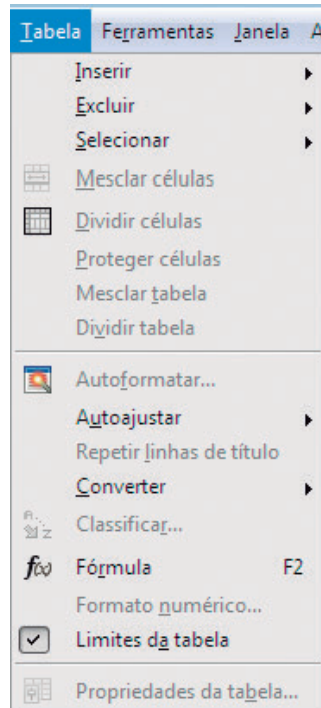 Tabela Ferramentas Janela A
Inserir
Excluir
Selecionar
Mesclar células
Dividir células
Proteger células
Mesclar tabela
Dividir tabela
Autoformatar...
Autoajustar
Repetir linhas de título
Converter
A Z Classificar...
f(x) Fórmula F2
Formato numérico...
Limites da tabela
Propriedades da tabela...